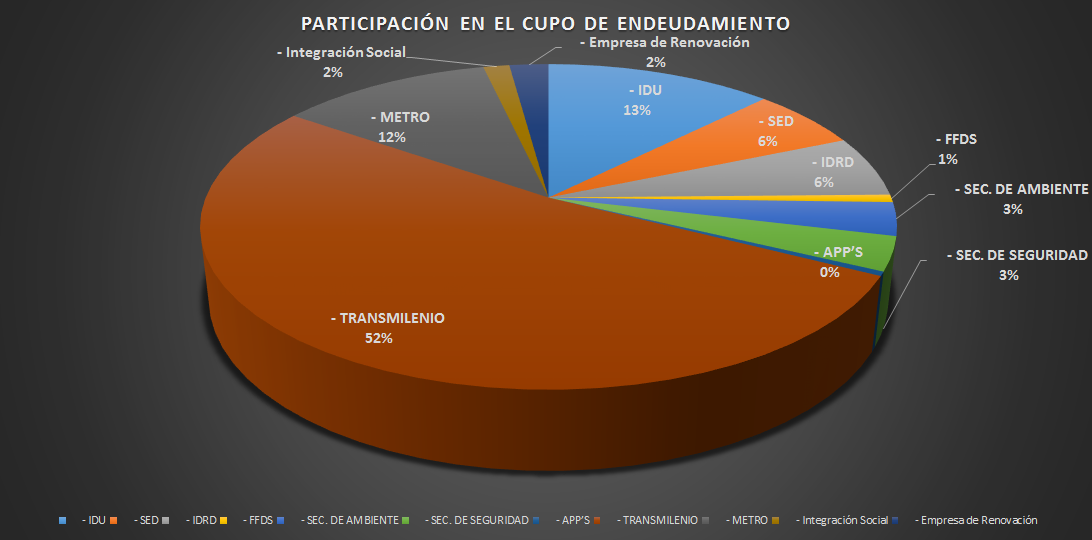 PARTICIPACIÓN EN EL CUPO DE ENDEUDAMIENTO
- Integración Social
2%
- Empresa de Renovación
2%
- IDU
13%
- SED
6%
- METRO
12%
- FFDS
1%
- IDRD
6%
- SEC. DE AMBIENTE
3%
- APP'S
0%
- SEC. DE SEGURIDAD
3%
- TRANSMILENIO
52%
- IDU - SED - IDRD - FFDS - SEC. DE AMBIENTE - SEC. DE SEGURIDAD - APP'S - TRANSMILENIO - METRO - Integración Social - Empresa de Renovación